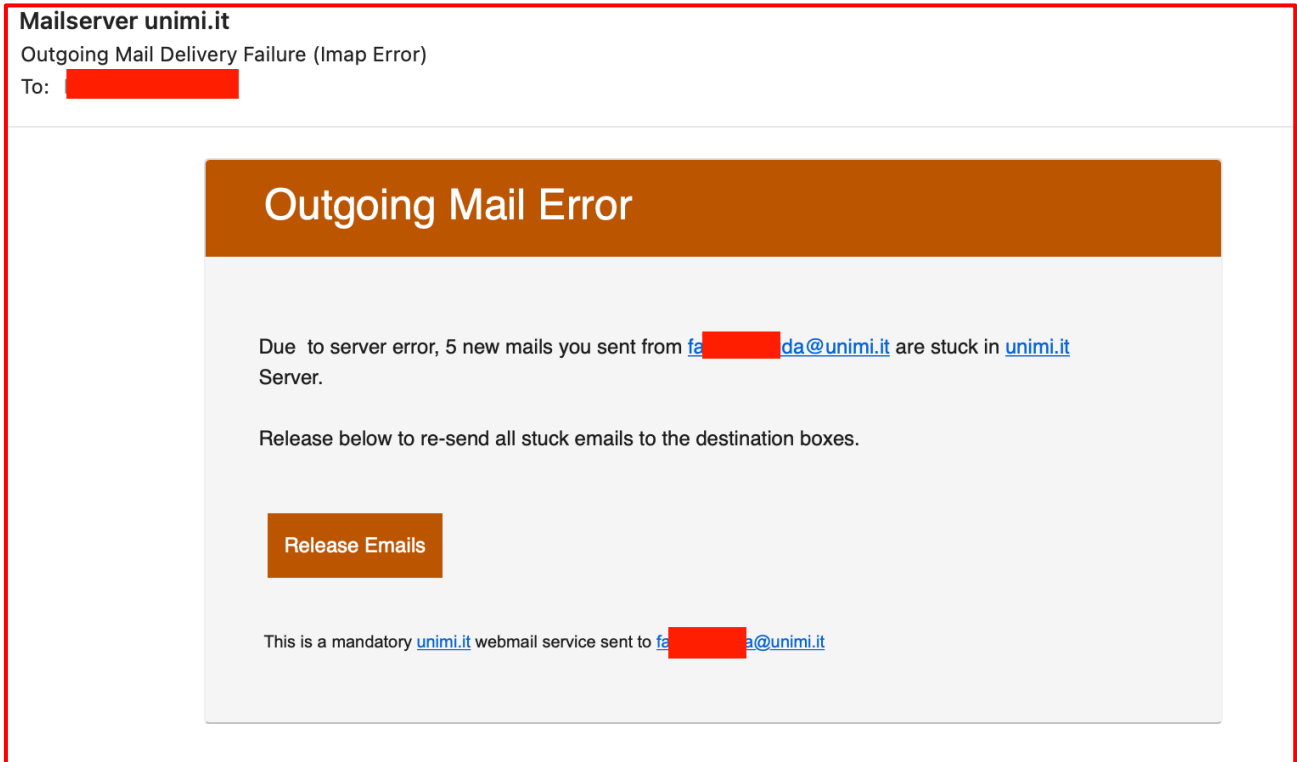 Mailserver unimi.it
Outgoing Mail Delivery Failure (Imap Error)
To:
Outgoing Mail Error
Due to server error, 5 new mails you sent from fa da@unimi.it are stuck in unimi.it
Server.
Release below to re-send all stuck emails to the destination boxes.
Release Emails
This is a mandatory unimi.it webmail service sent to fa a@unimi.it